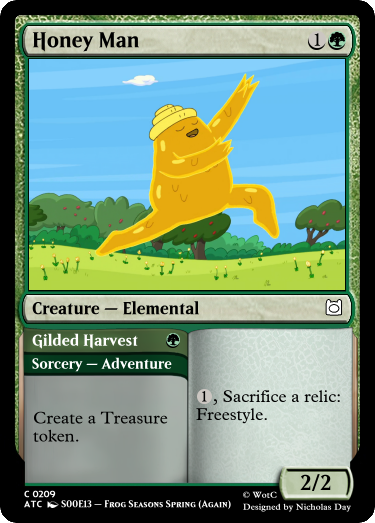 Honey Man 1
Creature — Elemental
Gilded Harvest
Sorcery — Adventure
Create a Treasure
token.
1, Sacrifice a relic:
Freestyle.
2/2
C 0209
ATC S00E13 – Frog Seasons Spring (Again)
© WotC
Designed by Nicholas Day